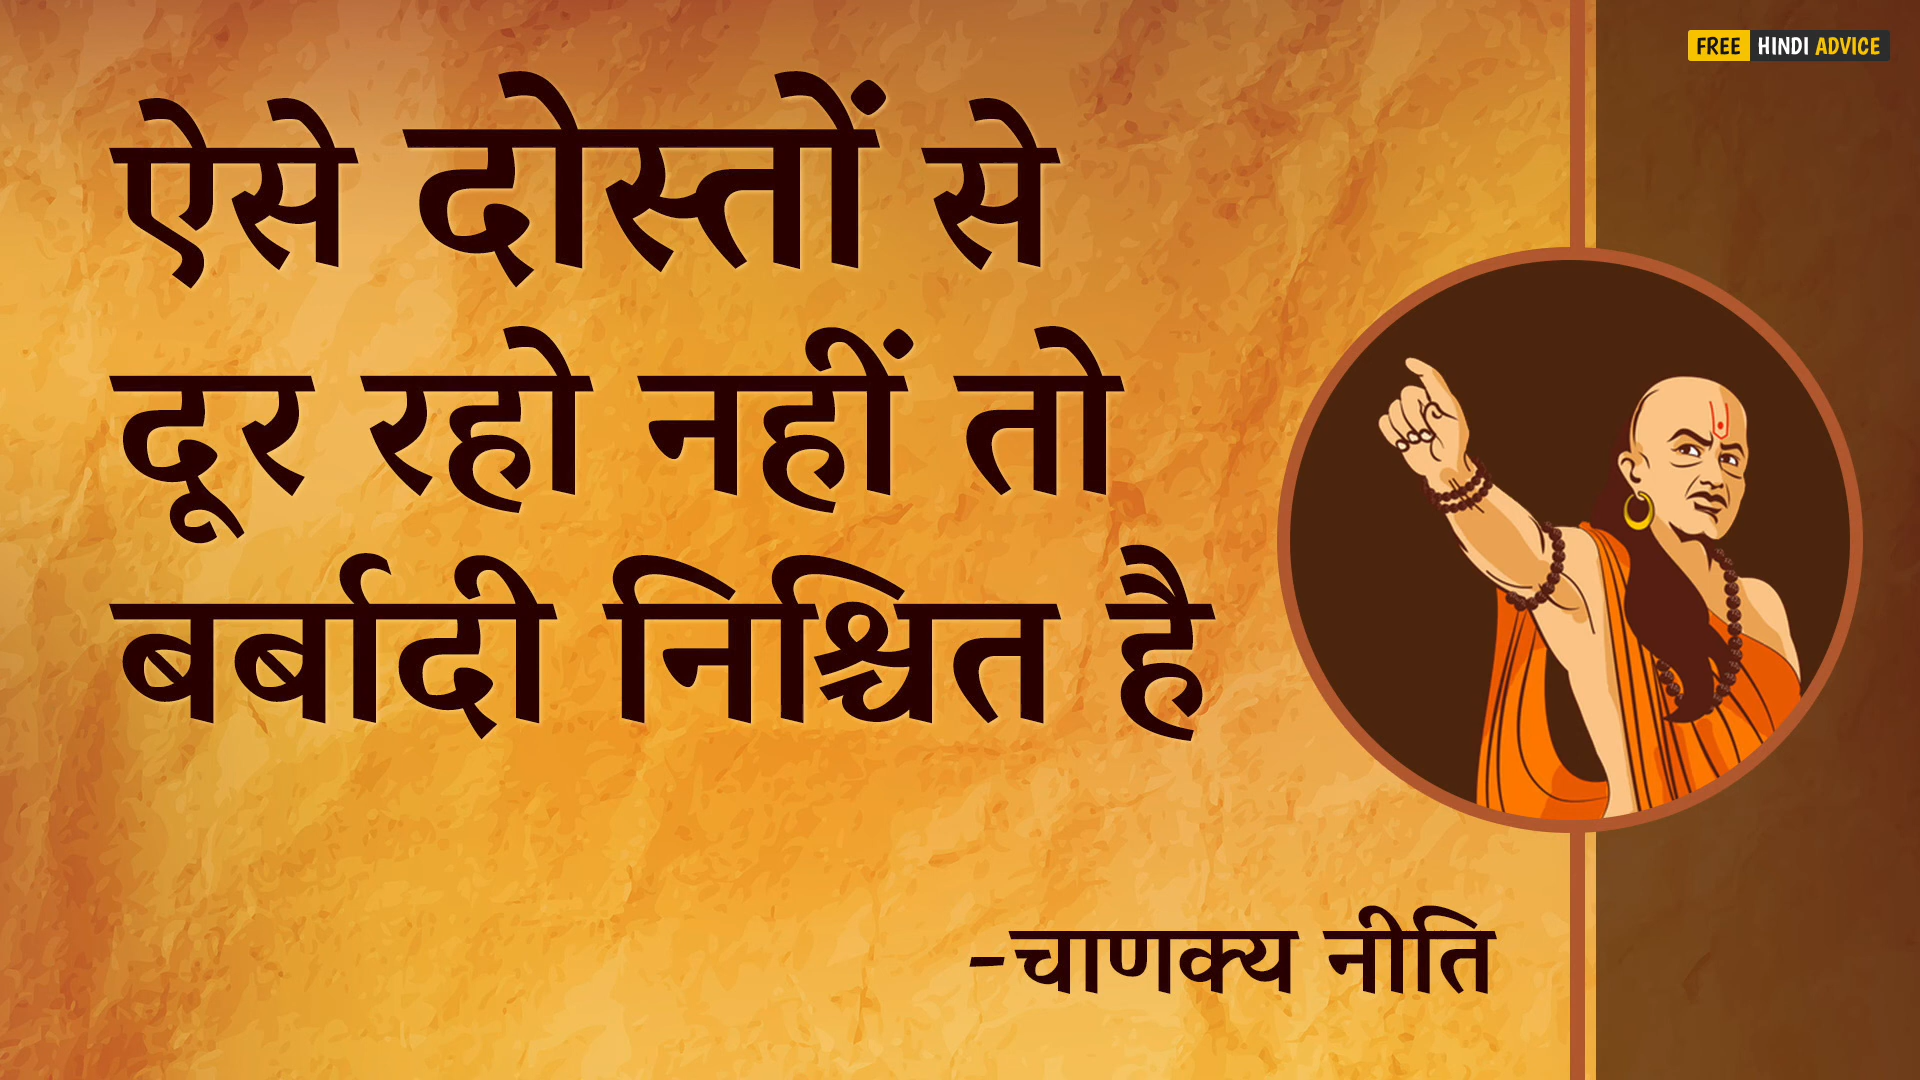 FREE HINDI ADVICE
ऐसे दोस्तों से
दूर रहो नहीं तो
बर्बादी निश्चित है
-चाणक्य नीति